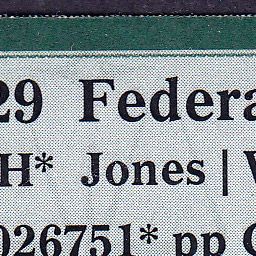 29 Federa
H* Jones |
026751* pp